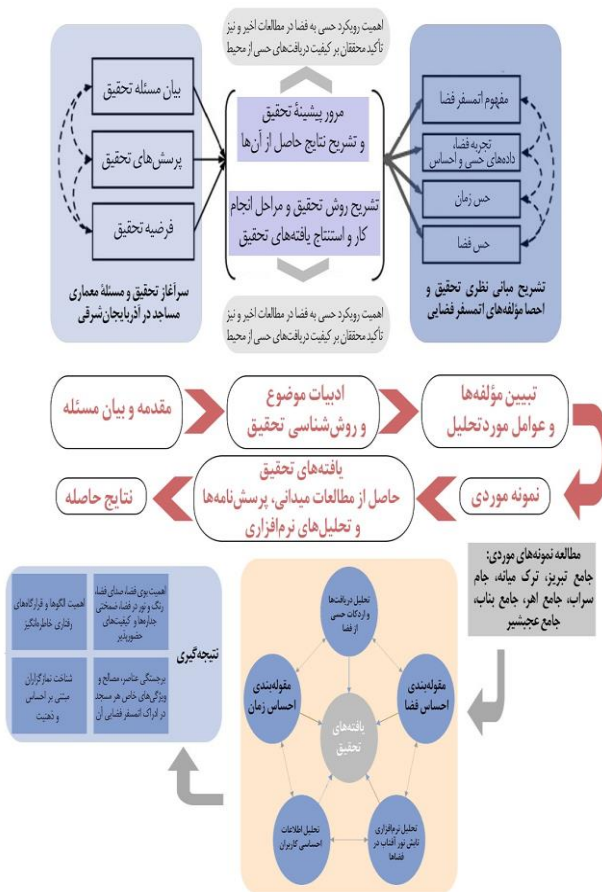 اهمیت رویکرد حسی به فضا در مطالعات اخیر و نیز
تأکید محققان بر کیفیت دریافت‌های حسی از محیط
بیان مسئله تحقیق
پرسش‌های تحقیق
فرضیه تحقیق
سرآغاز تحقیق و مسئلهٔ معماری
مساجد در آذربایجان‌شرقی
مرور پیشینهٔ تحقیق
و تشریح نتایج حاصل از آن‌ها
تشریح روش تحقیق و مراحل انجام
کار و استنتاج یافته‌های تحقیق
اهمیت رویکرد حسی به فضا در مطالعات اخیر و نیز
تأکید محققان بر کیفیت دریافت‌های حسی از محیط
مفهوم اتمسفر فضا
تجربه فضا،
داده‌های حسی و احساس
حس زمان
حس فضا
تشریح مبانی نظری تحقیق و
احصا مؤلفه‌های اتمسفر فضایی
مقدمه و بیان مسئله
ادبیات موضوع
و روش‌شناسی تحقیق
تبیین مؤلفه‌ها
و عوامل موردتحلیل
نمونه موردی
یافته‌های تحقیق
حاصل از مطالعات میدانی، پرسش‌نامه‌ها
و تحلیل‌های نرم‌افزاری
نتایج حاصله
مطالعه نمونه‌های موردی:
جامع تبریز، ترک میانه، جام
سراب، جامع اهر، جامع بناب،
جامع عجبشیر
تحلیل دریافت‌ها
و ادرکات حسی
از فضا
مقوله‌بندی
احساس فضا
تحلیل نرم‌افزاری
تابش نور آفتاب در
فضاها
تحلیل اطلاعات
احساسی کاربران
مقوله‌بندی
احساس زمان
یافته‌های
تحقیق
نتیجه‌گیری
اهمیت بوی فضا، صدای فضا،
رنگ و نور در فضا، ضمختی
جداره‌ها و کیفیت‌های
حضورپذیر
اهمیت الگوها و قرارگاه‌های
رفتاری خاطره‌انگیز
برجستگی عناصر، مصالح و
ویژگی‌های خاص هر مسجد
در ادراک اتمسفر فضایی آن
شناخت نمازگزاران
مبتنی بر احساس
و ذهنیت